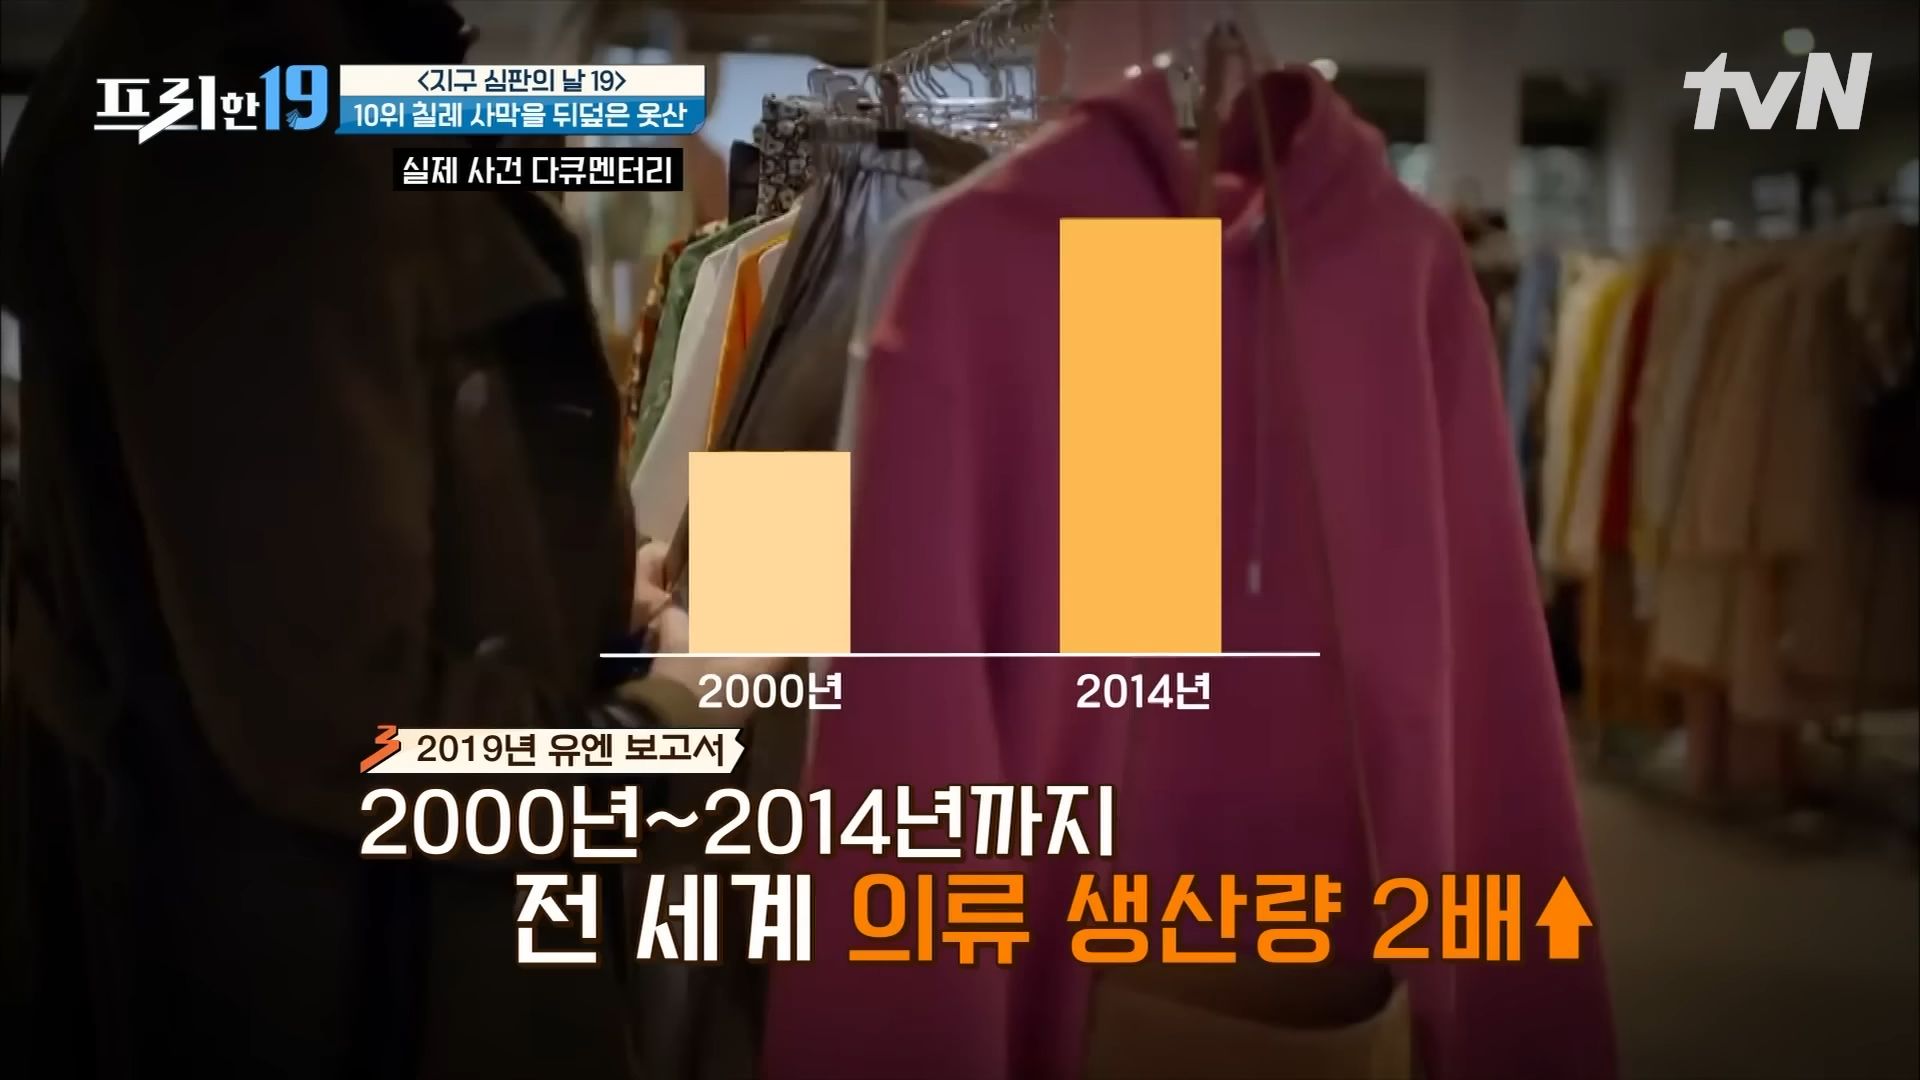 프리한19
<지구 심판의 날 19>
10위 칠레 사막을 뒤덮은 옷산
실제 사건 다큐멘터리
tvN
2000년
2014년
2019년 유엔 보고서
2000년~2014년까지
전 세계 의류 생산량 2배↑